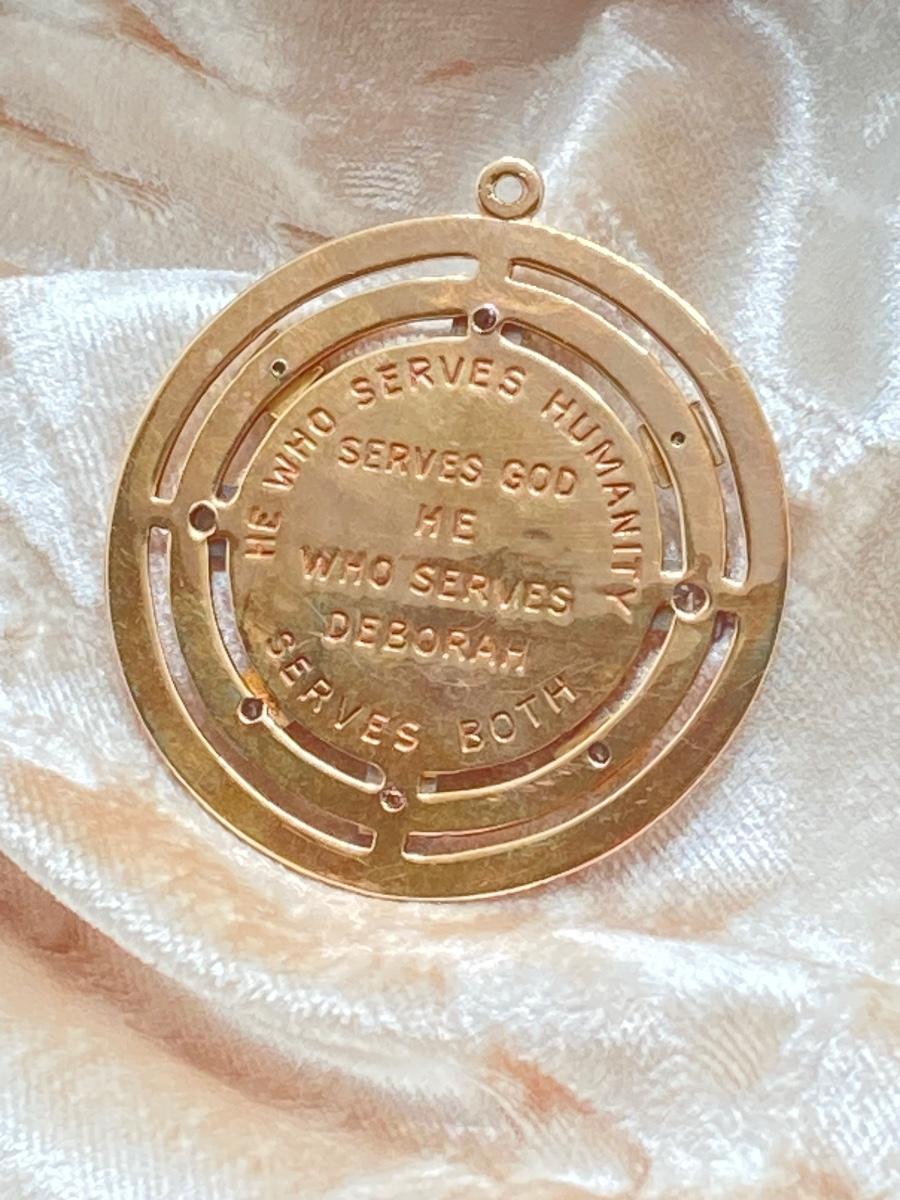 HE WHO SERVES HUMANITY
SERVES GOD
HE
WHO SERVES
DEBORAH
SERVES BOTH